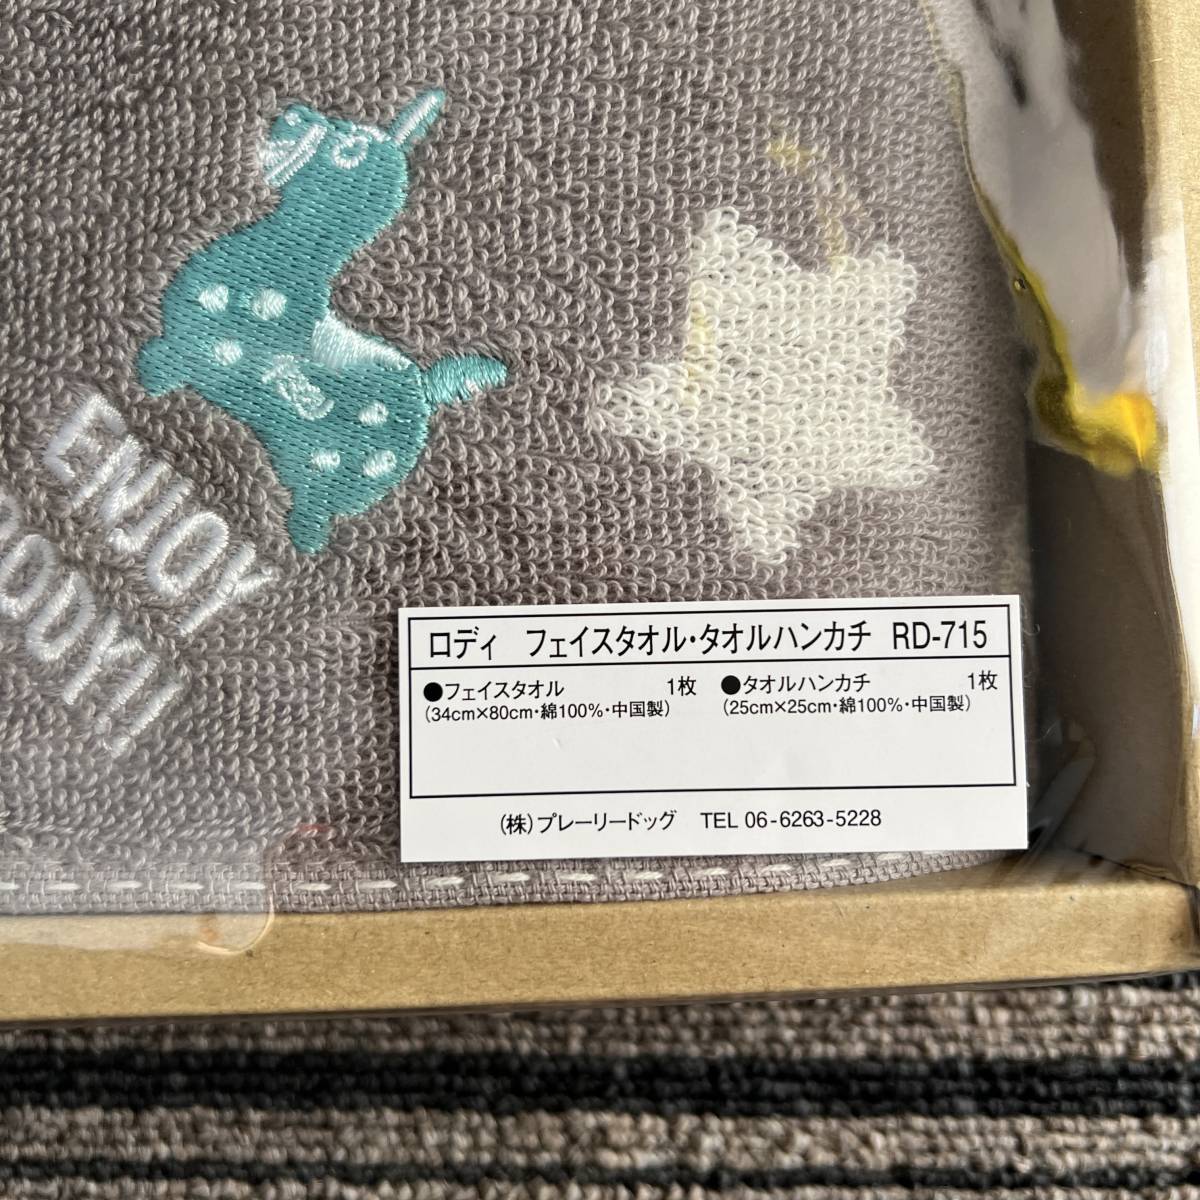 ENJOY
RODY!!
ロディ　フェイスタオル・タオルハンカチ　RD-715
●フェイスタオル　1枚　●タオルハンカチ　1枚
(34cm×80cm・綿100%・中国製)　(25cm×25cm・綿100%・中国製)
(株)プレーリードッグ　TEL 06-6263-5228